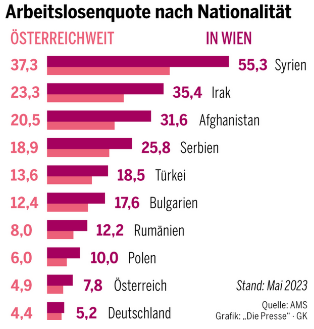 Arbeitslosenquote nach Nationalität
ÖSTERREICHWEIT IN WIEN
37,3 55,3 Syrien
23,3 35,4 Irak
20,5 31,6 Afghanistan
18,9 25,8 Serbien
13,6 18,5 Türkei
12,4 17,6 Bulgarien
8,0 12,2 Rumänien
6,0 10,0 Polen
4,9 7,8 Österreich Stand: Mai 2023
Quelle: AMS
4,4 5,2 Deutschland Grafik: „Die Presse“ · GK